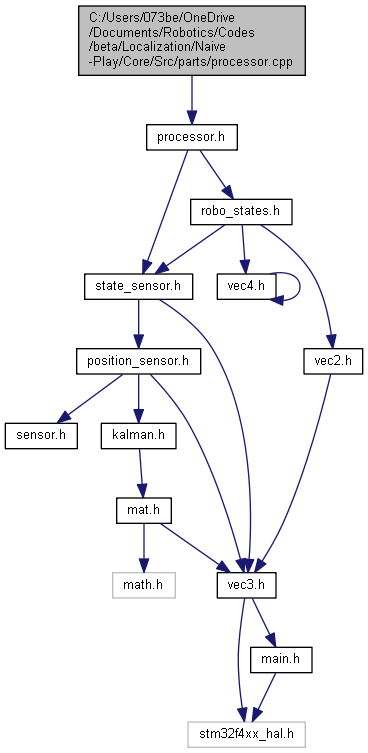 C:/Users/073be/OneDrive
/Documents/Robotics/Codes
/beta/Localization/Naive
-Play/Core/Src/parts/processor.cpp
processor.h
robo_states.h
state_sensor.h
vec4.h
position_sensor.h
vec2.h
sensor.h
kalman.h
mat.h
math.h
vec3.h
main.h
stm32f4xx_hal.h